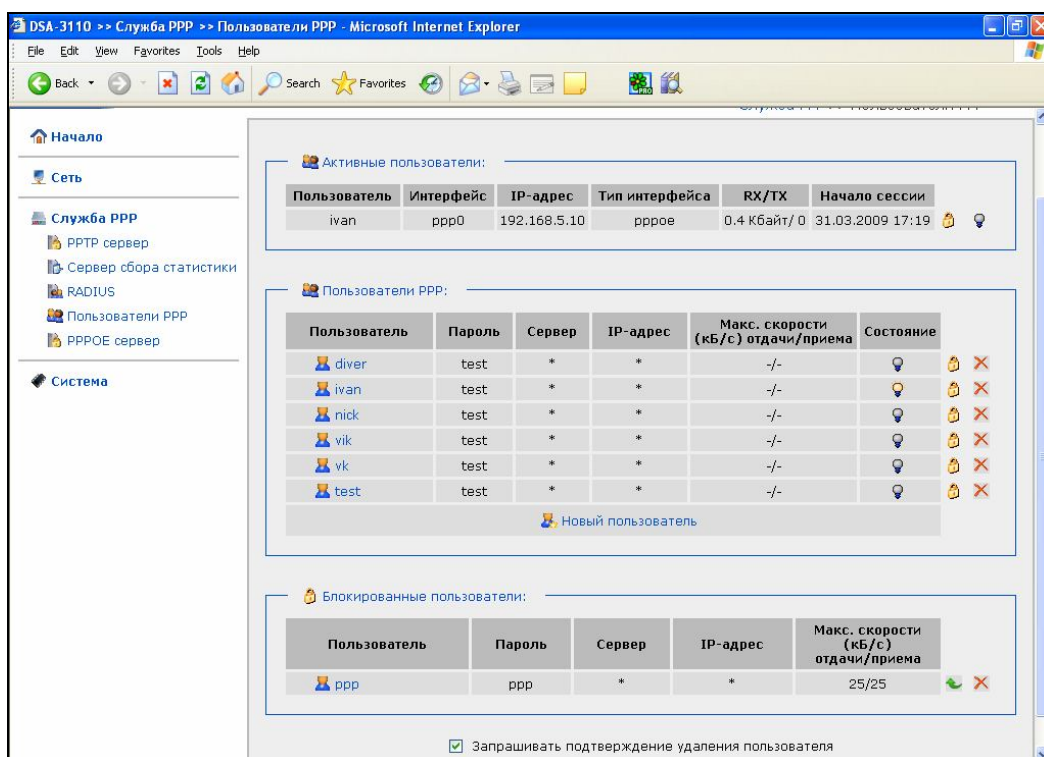 DSA-3110 >> Служба PPP >> Пользователи PPP - Microsoft Internet Explorer
File Edit View Favorites Tools Help
Back Search Favorites
Служба PPP >> Пользователи PPP
Начало
Сеть
Служба PPP
PPTP сервер
Сервер сбора статистики
RADIUS
Пользователи PPP
PPPOE сервер
Система
Активные пользователи:
Пользователь Интерфейс IP-адрес Тип интерфейса RX/TX Начало сессии
ivan ppp0 192.168.5.10 pppoe 0.4 Кбайт/ 0 31.03.2009 17:19
Пользователи PPP:
Пользователь Пароль Сервер IP-адрес Макс. скорости (кБ/с) отдачи/приема Состояние
diver test * * -/-
ivan test * * -/-
nick test * * -/-
vik test * * -/-
vk test * * -/-
test test * * -/-
Новый пользователь
Блокированные пользователи:
Пользователь Пароль Сервер IP-адрес Макс. скорости (кБ/с) отдачи/приема
ppp ppp * * 25/25
Запрашивать подтверждение удаления пользователя